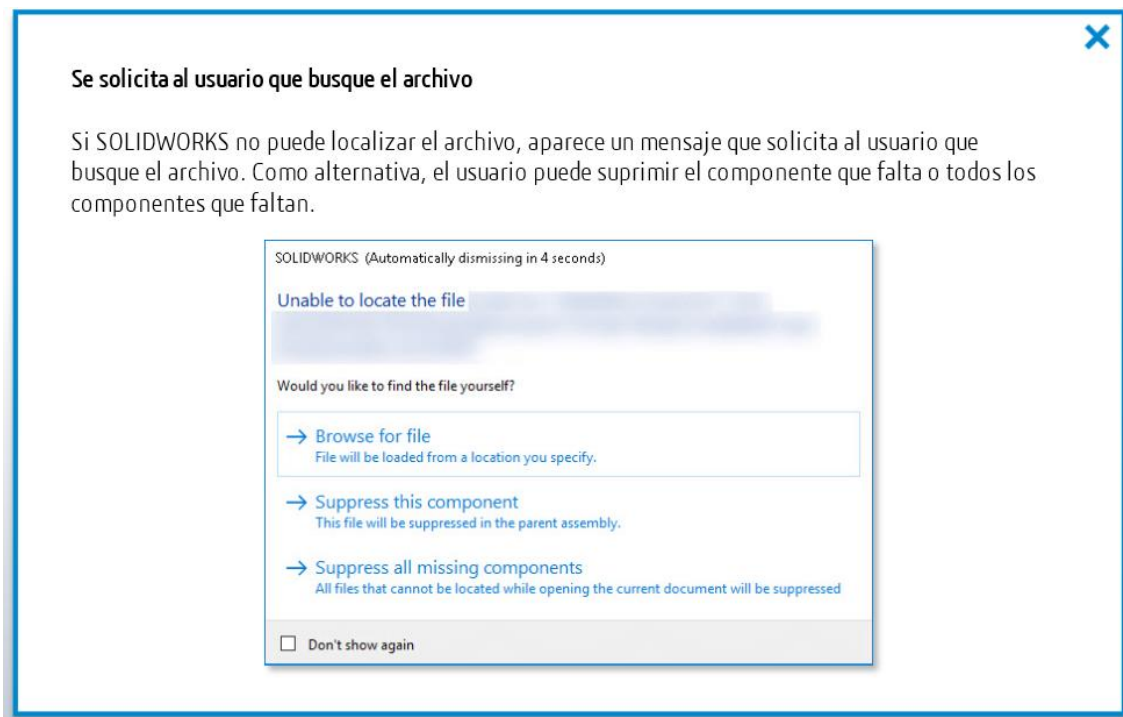 Se solicita al usuario que busque el archivo
Si SOLIDWORKS no puede localizar el archivo, aparece un mensaje que solicita al usuario que
busque el archivo. Como alternativa, el usuario puede suprimir el componente que falta o todos los
componentes que faltan.
SOLIDWORKS (Automatically dismissing in 4 seconds)
Unable to locate the file
Would you like to find the file yourself?
Browse for file
File will be loaded from a location you specify.
Suppress this component
This file will be suppressed in the parent assembly.
Suppress all missing components
All files that cannot be located while opening the current document will be suppressed
Don't show again